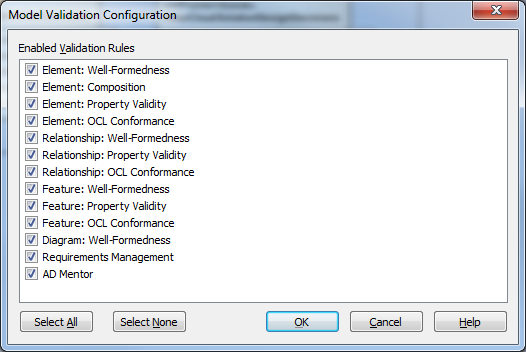 Model Validation Configuration
Enabled Validation Rules
Element: Well-Formedness
Element: Composition
Element: Property Validity
Element: OCL Conformance
Relationship: Well-Formedness
Relationship: Property Validity
Relationship: OCL Conformance
Feature: Well-Formedness
Feature: Property Validity
Feature: OCL Conformance
Diagram: Well-Formedness
Requirements Management
AD Mentor
Select All Select None OK Cancel Help